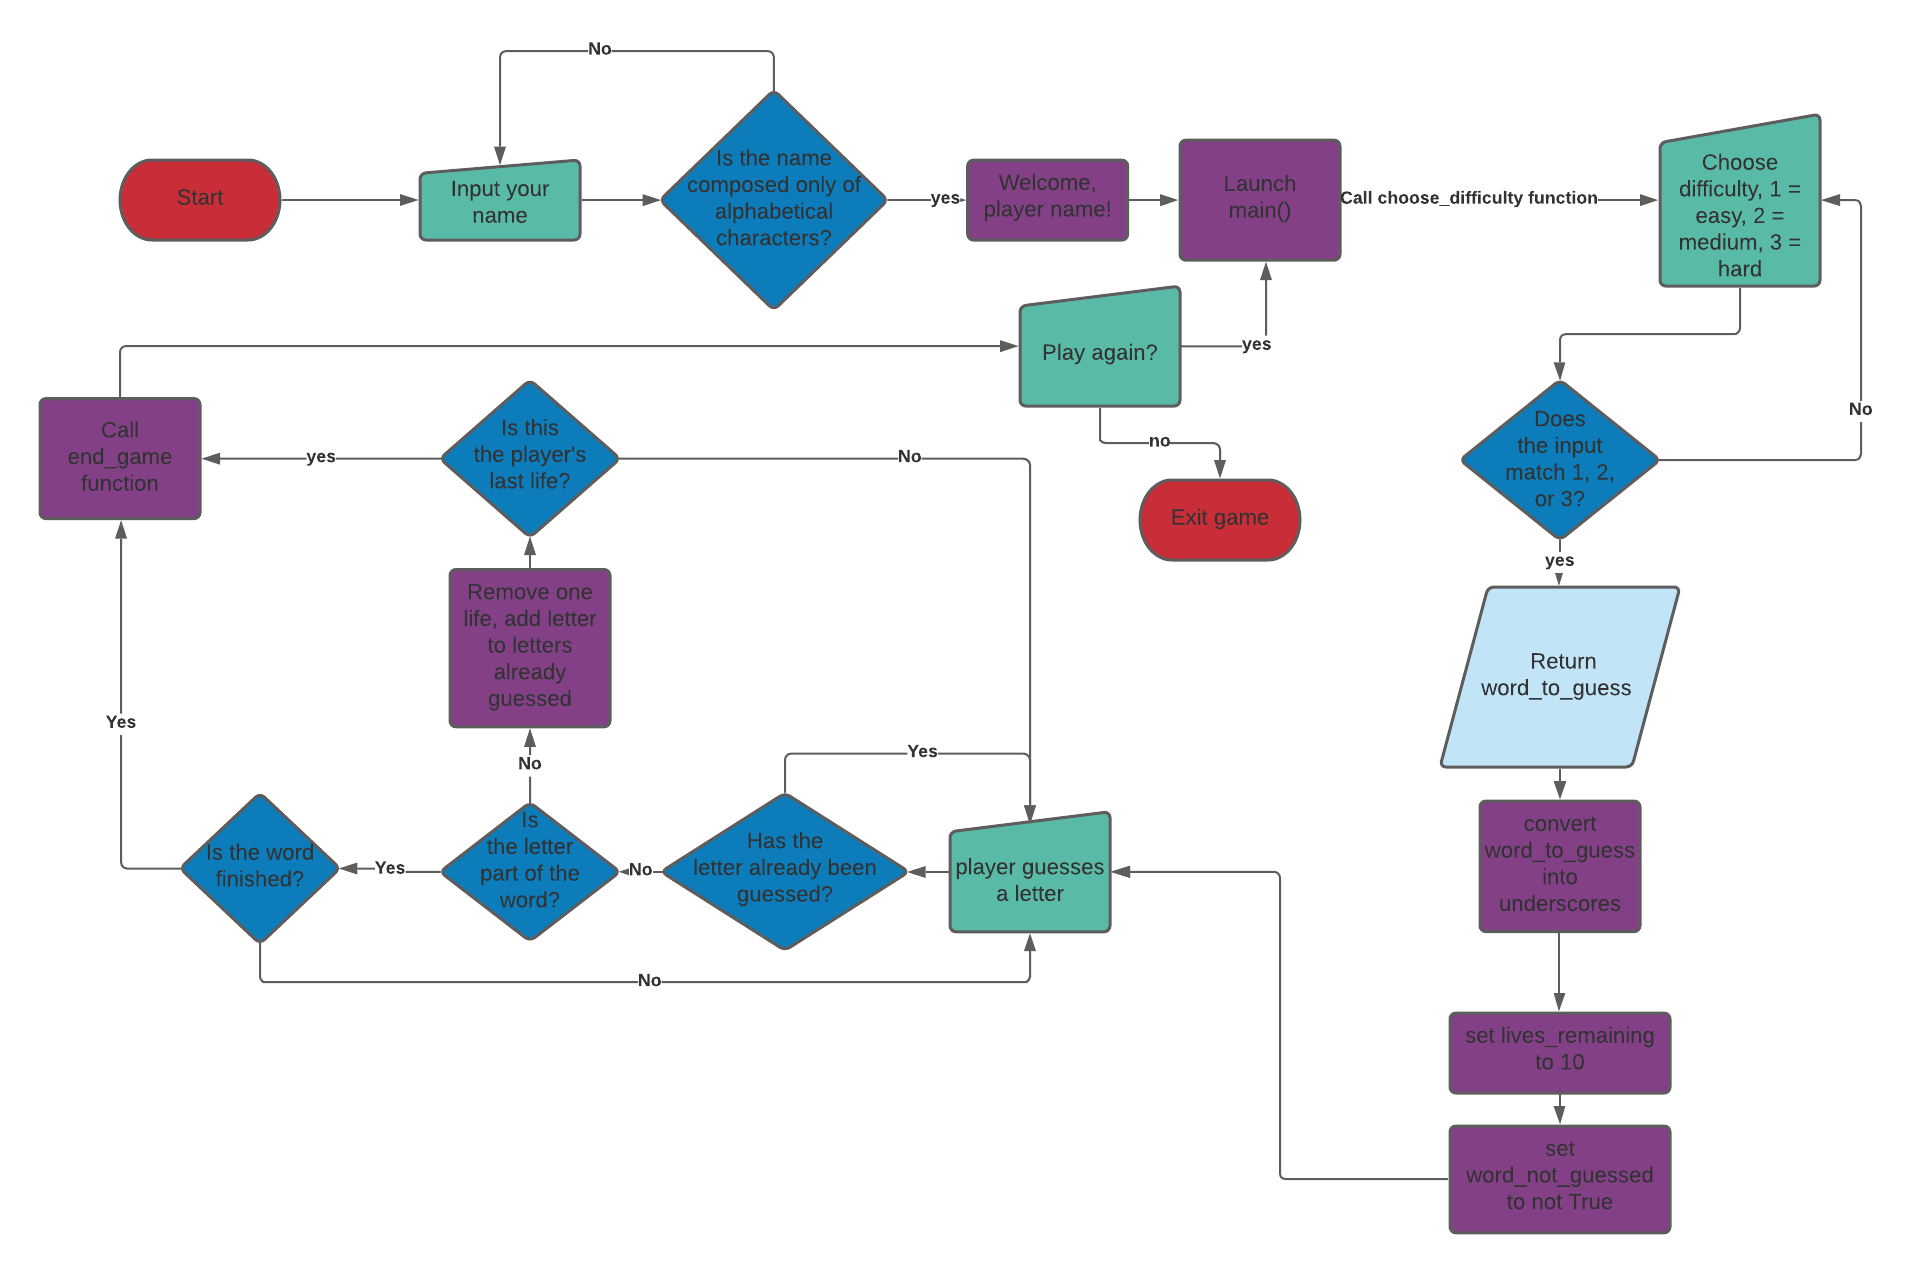 No
Start
Input your
name
Is the name
composed only of
alphabetical
characters?
yes
Welcome,
player name!
Launch
main()
Call choose_difficulty function
Choose
difficulty, 1 =
easy, 2 =
medium, 3 =
hard
No
Play again?
yes
no
Exit game
Call
end_game
function
yes
Is this
the player's
last life?
No
Does
the input
match 1, 2,
or 3?
yes
Return
word_to_guess
Remove one
life, add letter
to letters
already
guessed
No
Yes
Yes
Is the word
finished?
Yes
Is
the letter
part of the
word?
No
Has the
letter already been
guessed?
player guesses
a letter
No
convert
word_to_guess
into
underscores
set lives_remaining
to 10
set
word_not_guessed
to not True